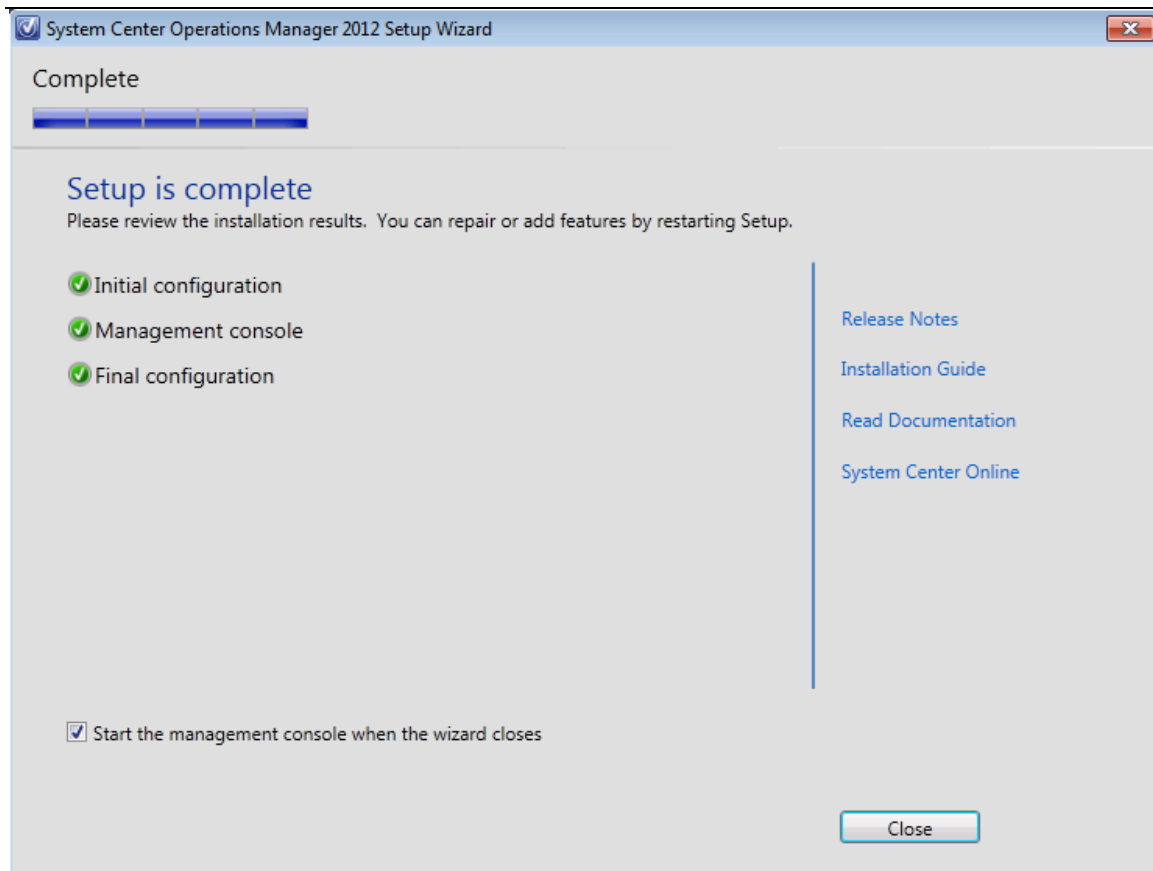 System Center Operations Manager 2012 Setup Wizard
Complete
Setup is complete
Please review the installation results.  You can repair or add features by restarting Setup.
Initial configuration
Management console
Final configuration
Release Notes
Installation Guide
Read Documentation
System Center Online
Start the management console when the wizard closes
Close